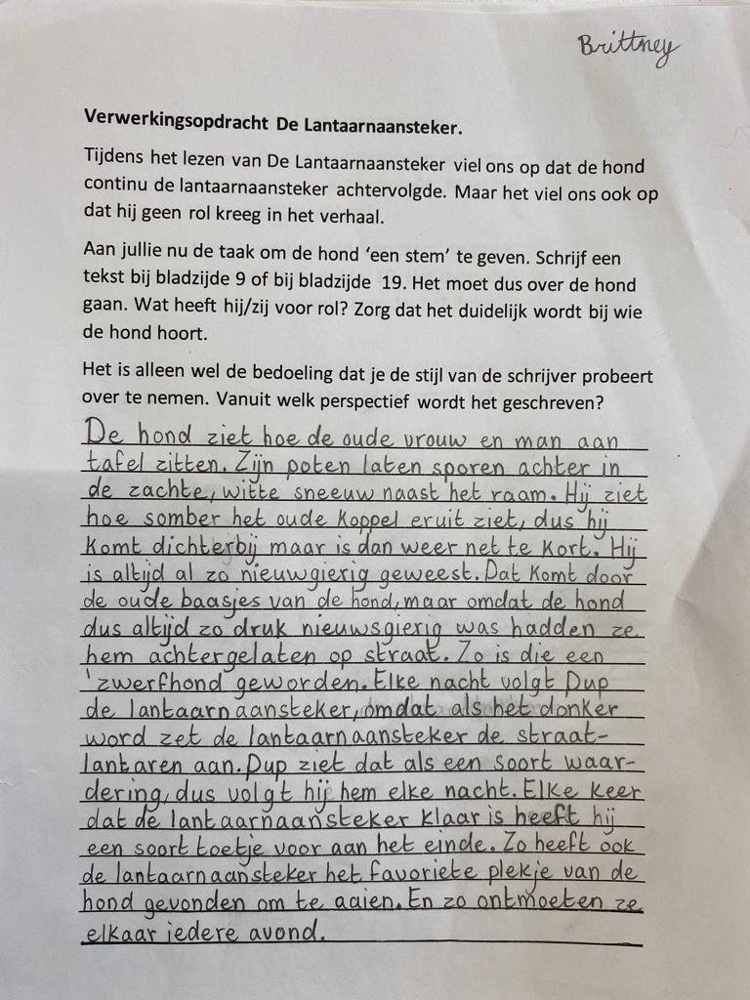 Brittney
Verwerkingsopdracht De Lantaarnaansteker.
Tijdens het lezen van De Lantaarnaansteker viel ons op dat de hond
continu de lantaarnaansteker achtervolgde. Maar het viel ons ook op
dat hij geen rol kreeg in het verhaal.
Aan jullie nu de taak om de hond ‘een stem’ te geven. Schrijf een
tekst bij bladzijde 9 of bij bladzijde 19. Het moet dus over de hond
gaan. Wat heeft hij/zij voor rol? Zorg dat het duidelijk wordt bij wie
de hond hoort.
Het is alleen wel de bedoeling dat je de stijl van de schrijver probeert
over te nemen. Vanuit welk perspectief wordt het geschreven?
De hond ziet hoe de oude vrouw en man aan
tafel zitten. Zijn poten laten sporen achter in
de zachte, witte sneeuw naast het raam. Hij ziet
hoe somber het oude koppel eruit ziet, dus hij
komt dichterbij maar is dan weer net te kort. Hij
is altijd al zo nieuwgierig geweest. Dat komt door
de oude baasjes van de hond, maar omdat de hond
dus altijd zo druk nieuwsgierig was hadden ze
hem achtergelaten op straat. Zo is die een
'zwerfhond geworden. Elke nacht volgt Pup
de lantaarnaansteker, omdat als het donker
word zet de lantaarnaansteker de straat-
lantaren aan. Pup ziet dat als een soort waar-
dering, dus volgt hij hem elke nacht. Elke keer
dat de lantaarnaansteker klaar is heeft hij
een soort toetje voor aan het einde. Zo heeft ook
de lantaarnaansteker het favoriete plekje van de
hond gevonden om te aaien. En zo ontmoeten ze
elkaar iedere avond.